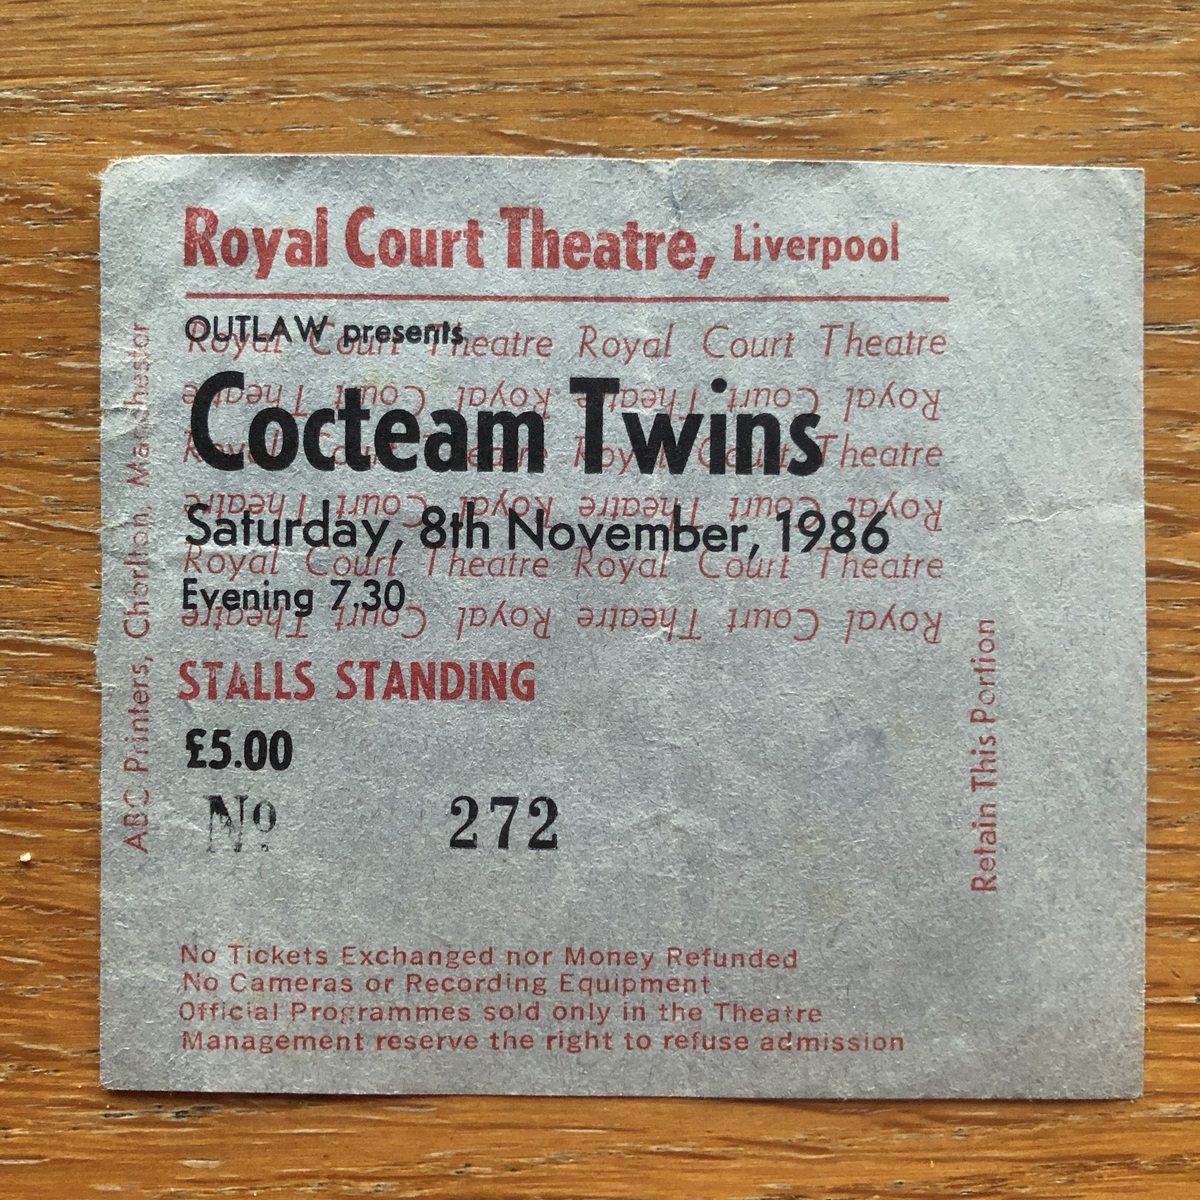 Royal Court Theatre, Liverpool
OUTLAW presents
Royal Court Theatre Royal Court Theatre
Royal Court Theatre Royal Court Theatre
Cocteam Twins
Royal Court Theatre Royal Court Theatre
Royal Court Theatre Royal Court Theatre
Saturday, 8th November, 1986
Royal Court Theatre Royal Court Theatre
Evening 7.30
Royal Court Theatre Royal Court Theatre
STALLS STANDING
£5.00
Nº 272
No Tickets Exchanged nor Money Refunded
No Cameras or Recording Equipment
Official Programmes sold only in the Theatre
Management reserve the right to refuse admission
ABC Printers, Chorlton, Manchester
Retain This Portion